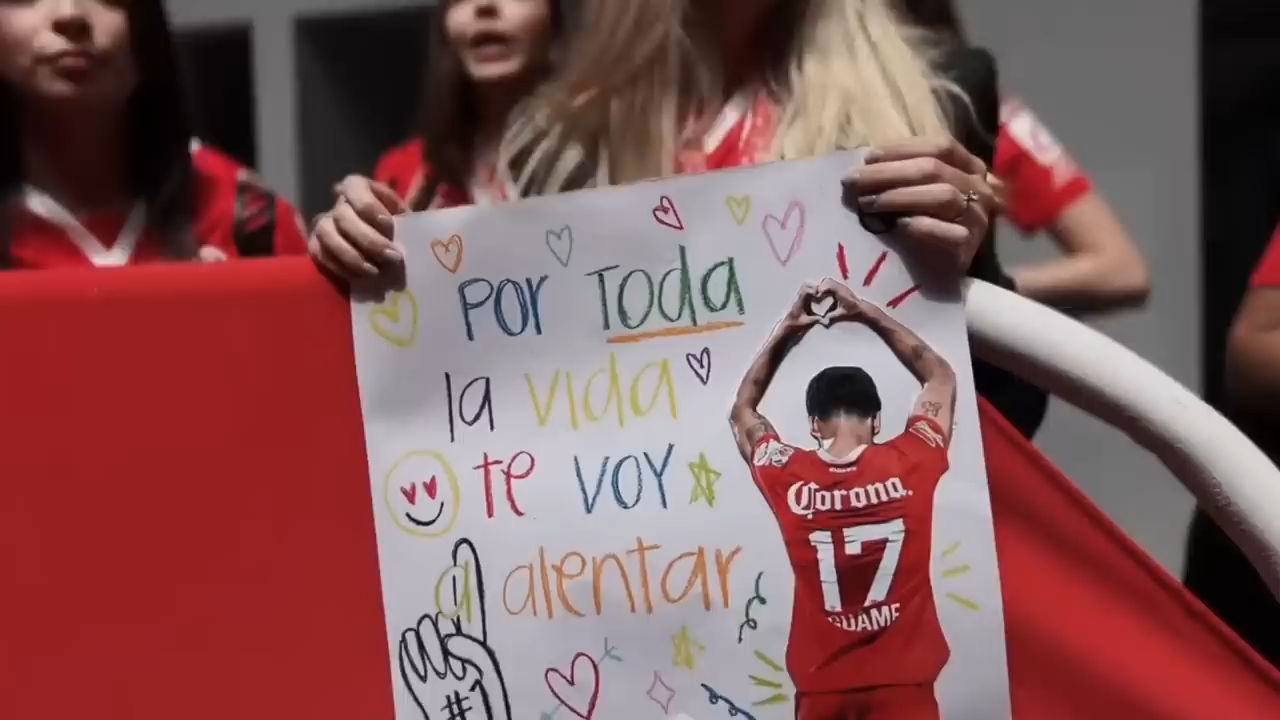 Por Toda
la vida
te voy
a alentar
#1
Corona.
17